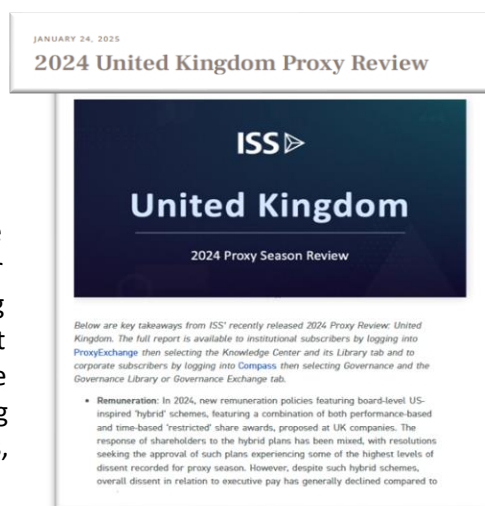 JANUARY 24, 2025
2024 United Kingdom Proxy Review
ISS
United Kingdom
2024 Proxy Season Review
Below are key takeaways from ISS' recently released 2024 Proxy Review: United
Kingdom. The full report is available to institutional subscribers by logging into
ProxyExchange then selecting the Knowledge Center and its Library tab and to
corporate subscribers by logging into Compass then selecting Governance and the
Governance Library or Governance Exchange tab.
• Remuneration: In 2024, new remuneration policies featuring board-level US-
inspired 'hybrid' schemes, featuring a combination of both performance-based
and time-based 'restricted' share awards, proposed at UK companies. The
response of shareholders to the hybrid plans has been mixed, with resolutions
seeking the approval of such plans experiencing some of the highest levels of
dissent recorded for proxy season. However, despite such hybrid schemes,
overall dissent in relation to executive pay has generally declined compared to